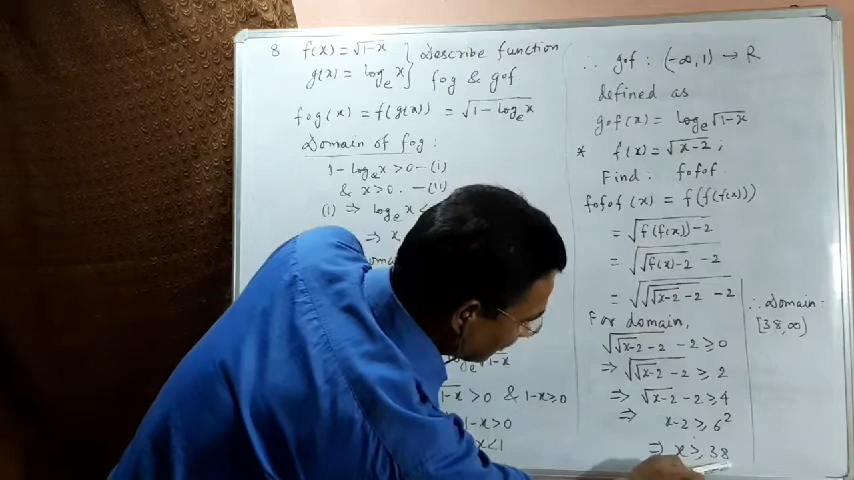 8 f(x) = √1-x } Describe function
g(x) = logₑ x } fog & gof.
fog(x) = f(g(x)) = √1 - logₑ x
Domain of fog :
1 - logₑ x > 0 - (i)
& x > 0. - (ii)
(i) ⇒ logₑ x <
⇒ x
√1-x
1-x > 0 & 1-x ≥ 0
1-x > 0
x < 1
∴ gof : (-∞, 1) → R
defined as
gof(x) = logₑ √1-x
* f(x) = √x-2 ;
Find : fofof.
fofof(x) = f(f(f(x)))
= √f(f(x)) - 2
= √√f(x)-2 - 2
= √√√x-2 - 2 - 2
For domain,
√√x-2 - 2 - 2 ≥ 0
⇒ √√x-2 - 2 ≥ 2
⇒ √x-2 - 2 ≥ 4
⇒ x-2 ≥ 6²
⇒ x ≥ 38
∴ Domain :
[38, ∞)